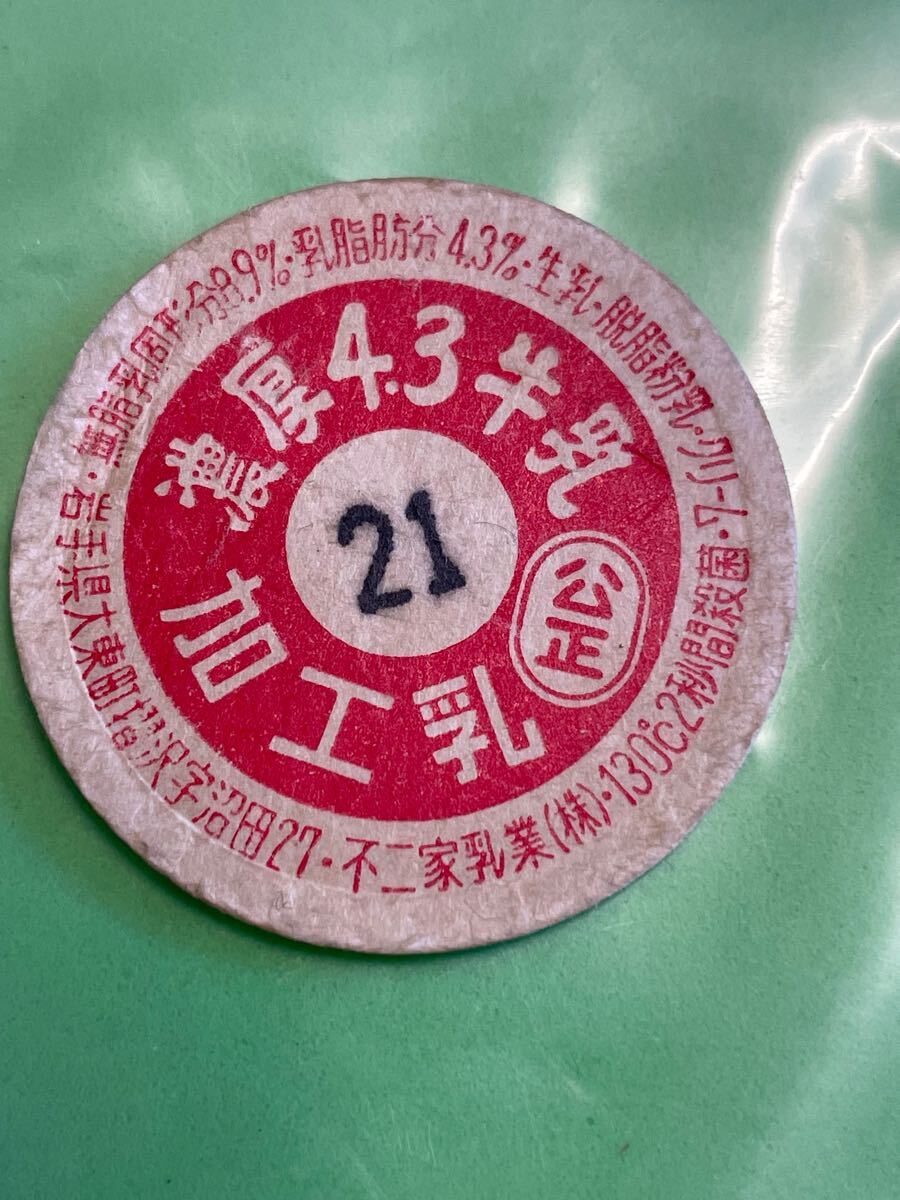 濃厚4.3牛乳
公正
加工乳
21
無脂乳固形分8.9%・乳脂肪分4.3%・生乳・脱脂粉乳・クリーム・130℃2秒間殺菌
不二家乳業(株)・岩手県大東町摺沢字沼田27